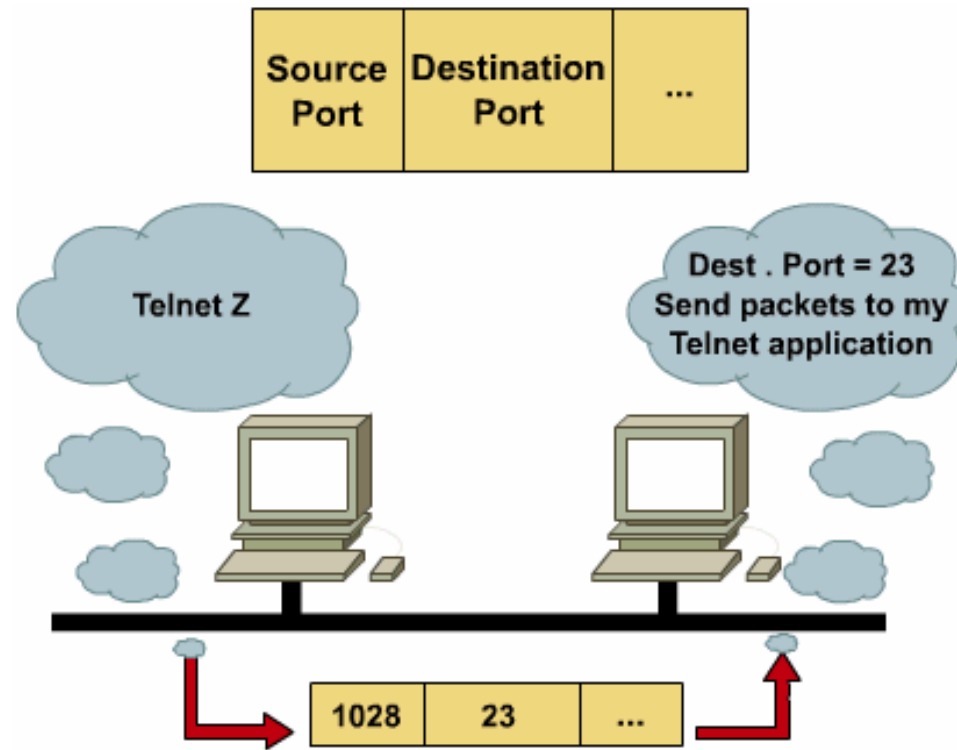 Source
Port
Destination
Port
...
Telnet Z
Dest . Port = 23
Send packets to my
Telnet application
1028
23
...